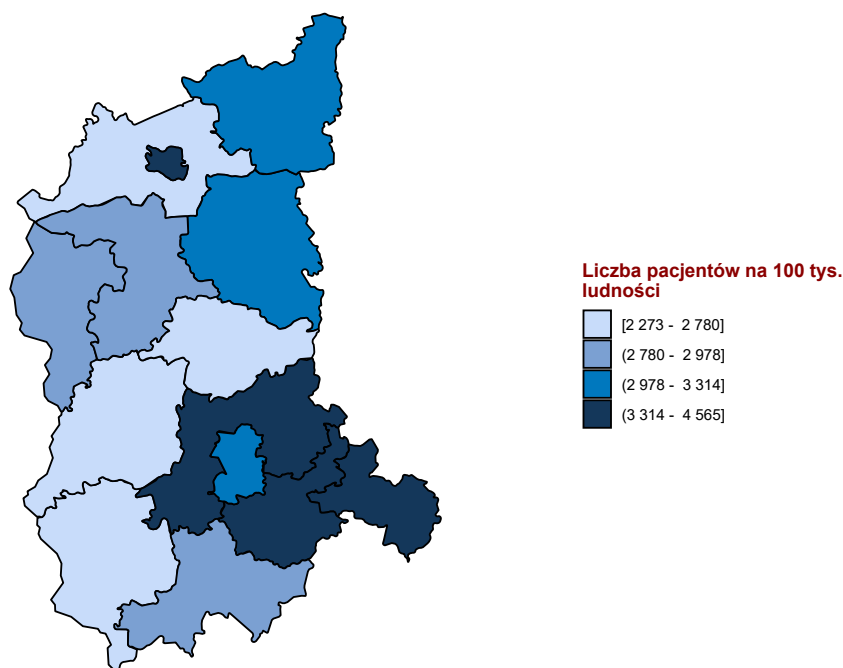 Liczba pacjentów na 100 tys.
ludności
[2 273 - 2 780]
(2 780 - 2 978]
(2 978 - 3 314]
(3 314 - 4 565]